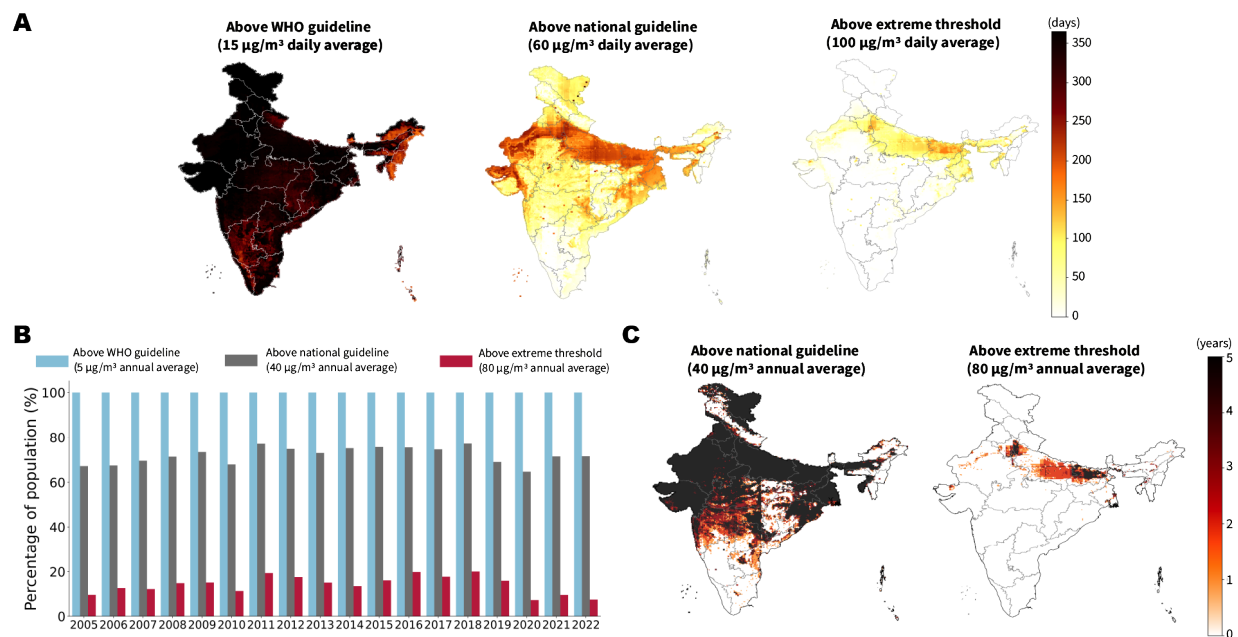 A
Above WHO guideline
(15 µg/m³ daily average)
Above national guideline
(60 µg/m³ daily average)
Above extreme threshold
(100 µg/m³ daily average)
(days)
350
300
250
200
150
100
50
0
B
Above WHO guideline
(5 µg/m³ annual average)
Above national guideline
(40 µg/m³ annual average)
Above extreme threshold
(80 µg/m³ annual average)
Percentage of population (%)
100
80
60
40
20
0
2005 2006 2007 2008 2009 2010 2011 2012 2013 2014 2015 2016 2017 2018 2019 2020 2021 2022
C
Above national guideline
(40 µg/m³ annual average)
Above extreme threshold
(80 µg/m³ annual average)
(years)
5
4
3
2
1
0